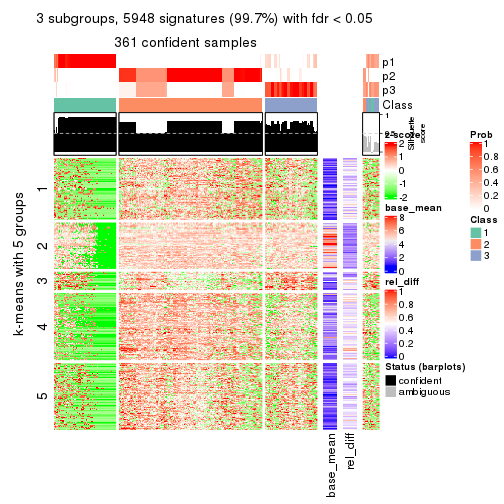 3 subgroups, 5948 signatures (99.7%) with fdr < 0.05
361 confident samples
p1
p2
p3
Class
1
0.5
Silhouette
score
k-means with 5 groups
1
2
3
4
5
base_mean
rel_diff
z-score
2
1
0
-1
-2
base_mean
8
6
4
2
0
rel_diff
1
0.8
0.6
0.4
0.2
0
Status (barplots)
confident
ambiguous
Prob
1
0.8
0.6
0.4
0.2
0
Class
1
2
3